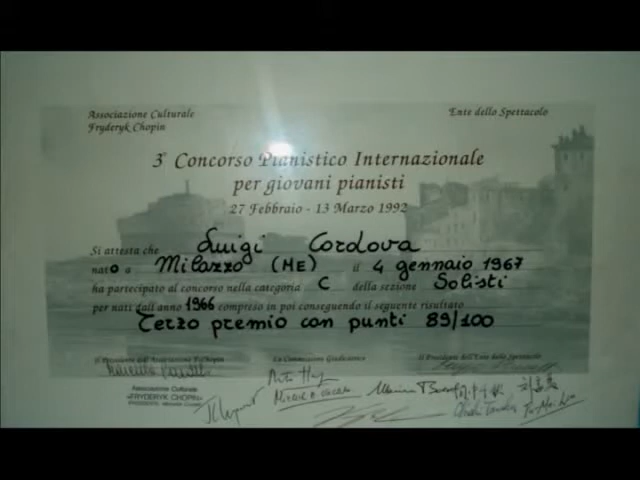 Associazione Culturale
Fryderyk Chopin
Ente dello Spettacolo
3° Concorso Pianistico Internazionale
per giovani pianisti
27 Febbraio - 13 Marzo 1992
Si attesta che Luigi Cordova
nato a Milazzo (ME) il 4 gennaio 1967
ha partecipato al concorso nella categoria C della sezione Solisti
per nati dall'anno 1966 compreso in poi conseguendo il seguente risultato
Terzo premio con punti 89/100
Il Presidente dell'Associazione F. Chopin
La Commissione Giudicatrice
Il Presidente dell'Ente dello Spettacolo
Associazione Culturale
"FRYDERYK CHOPIN"